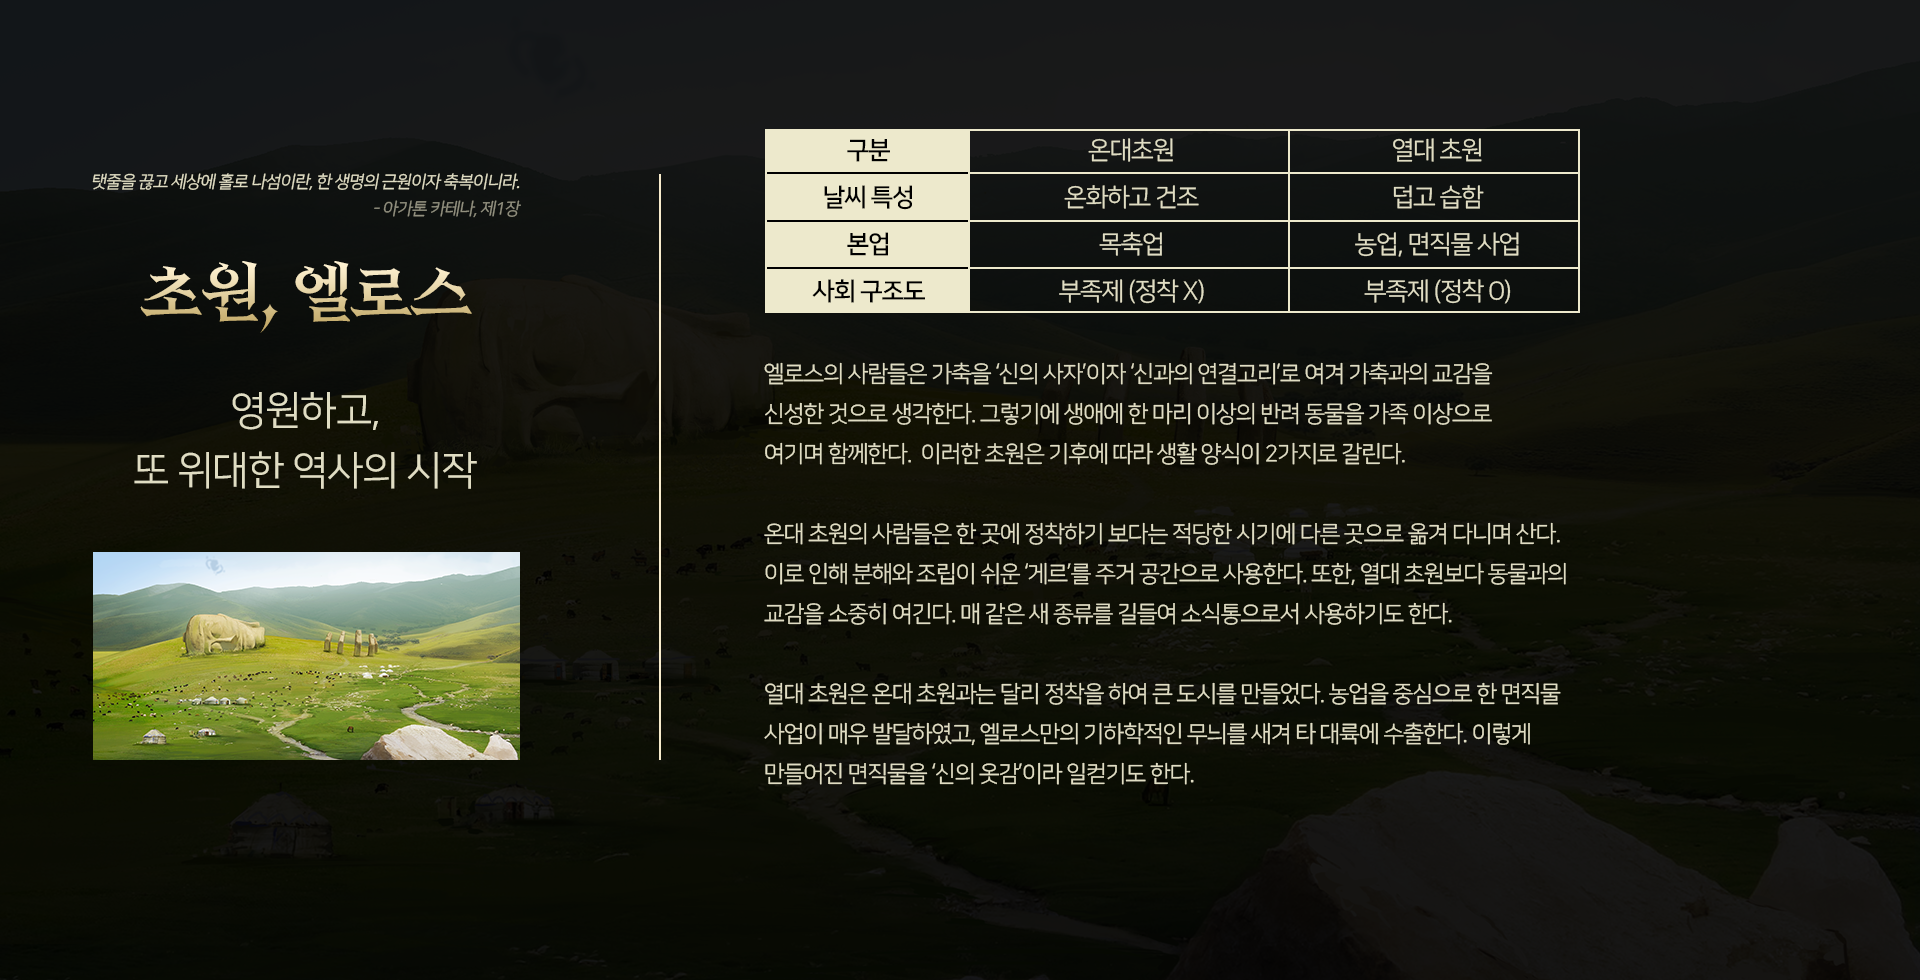 탯줄을 끊고 세상에 홀로 나섬이란, 한 생명의 근원이자 축복이니라.
- 아가톤 카테나, 제1장
초원, 엘로스
영원하고,
또 위대한 역사의 시작
구분 온대초원 열대 초원
날씨 특성 온화하고 건조 덥고 습함
본업 목축업 농업, 면직물 사업
사회 구조도 부족제 (정착 X) 부족제 (정착 O)
엘로스의 사람들은 가축을 ‘신의 사자’이자 ‘신과의 연결고리’로 여겨 가축과의 교감을
신성한 것으로 생각한다. 그렇기에 생애에 한 마리 이상의 반려 동물을 가족 이상으로
여기며 함께한다. 이러한 초원은 기후에 따라 생활 양식이 2가지로 갈린다.
온대 초원의 사람들은 한 곳에 정착하기 보다는 적당한 시기에 다른 곳으로 옮겨 다니며 산다.
이로 인해 분해와 조립이 쉬운 ‘게르’를 주거 공간으로 사용한다. 또한, 열대 초원보다 동물과의
교감을 소중히 여긴다. 매 같은 새 종류를 길들여 소식통으로서 사용하기도 한다.
열대 초원은 온대 초원과는 달리 정착을 하여 큰 도시를 만들었다. 농업을 중심으로 한 면직물
사업이 매우 발달하였고, 엘로스만의 기하학적인 무늬를 새겨 타 대륙에 수출한다. 이렇게
만들어진 면직물을 ‘신의 옷감’이라 일컫기도 한다.